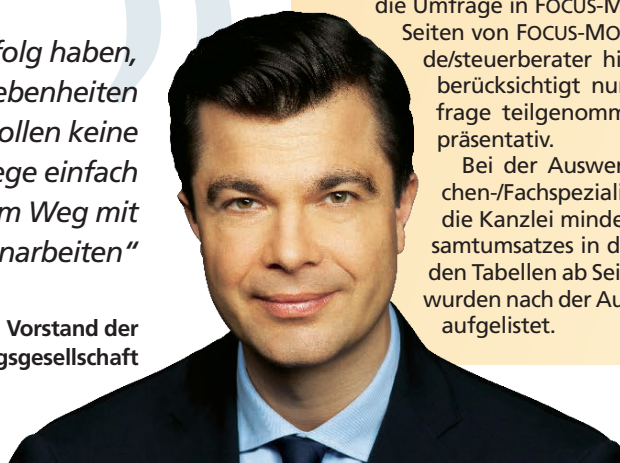 folg haben,
ebenheiten
ollen keine
ege einfach
m Weg mit
narbeiten“
Vorstand der
gsgesellschaft
die Umfrage in FOCUS-M
Seiten von FOCUS-MO
de/steuerberater hi
berücksichtigt nur
frage teilgenomm
präsentativ.
Bei der Auswer
chen-/Fachspeziali
die Kanzlei minde
samtumsatzes in d
den Tabellen ab Sei
wurden nach der Au
aufgelistet.